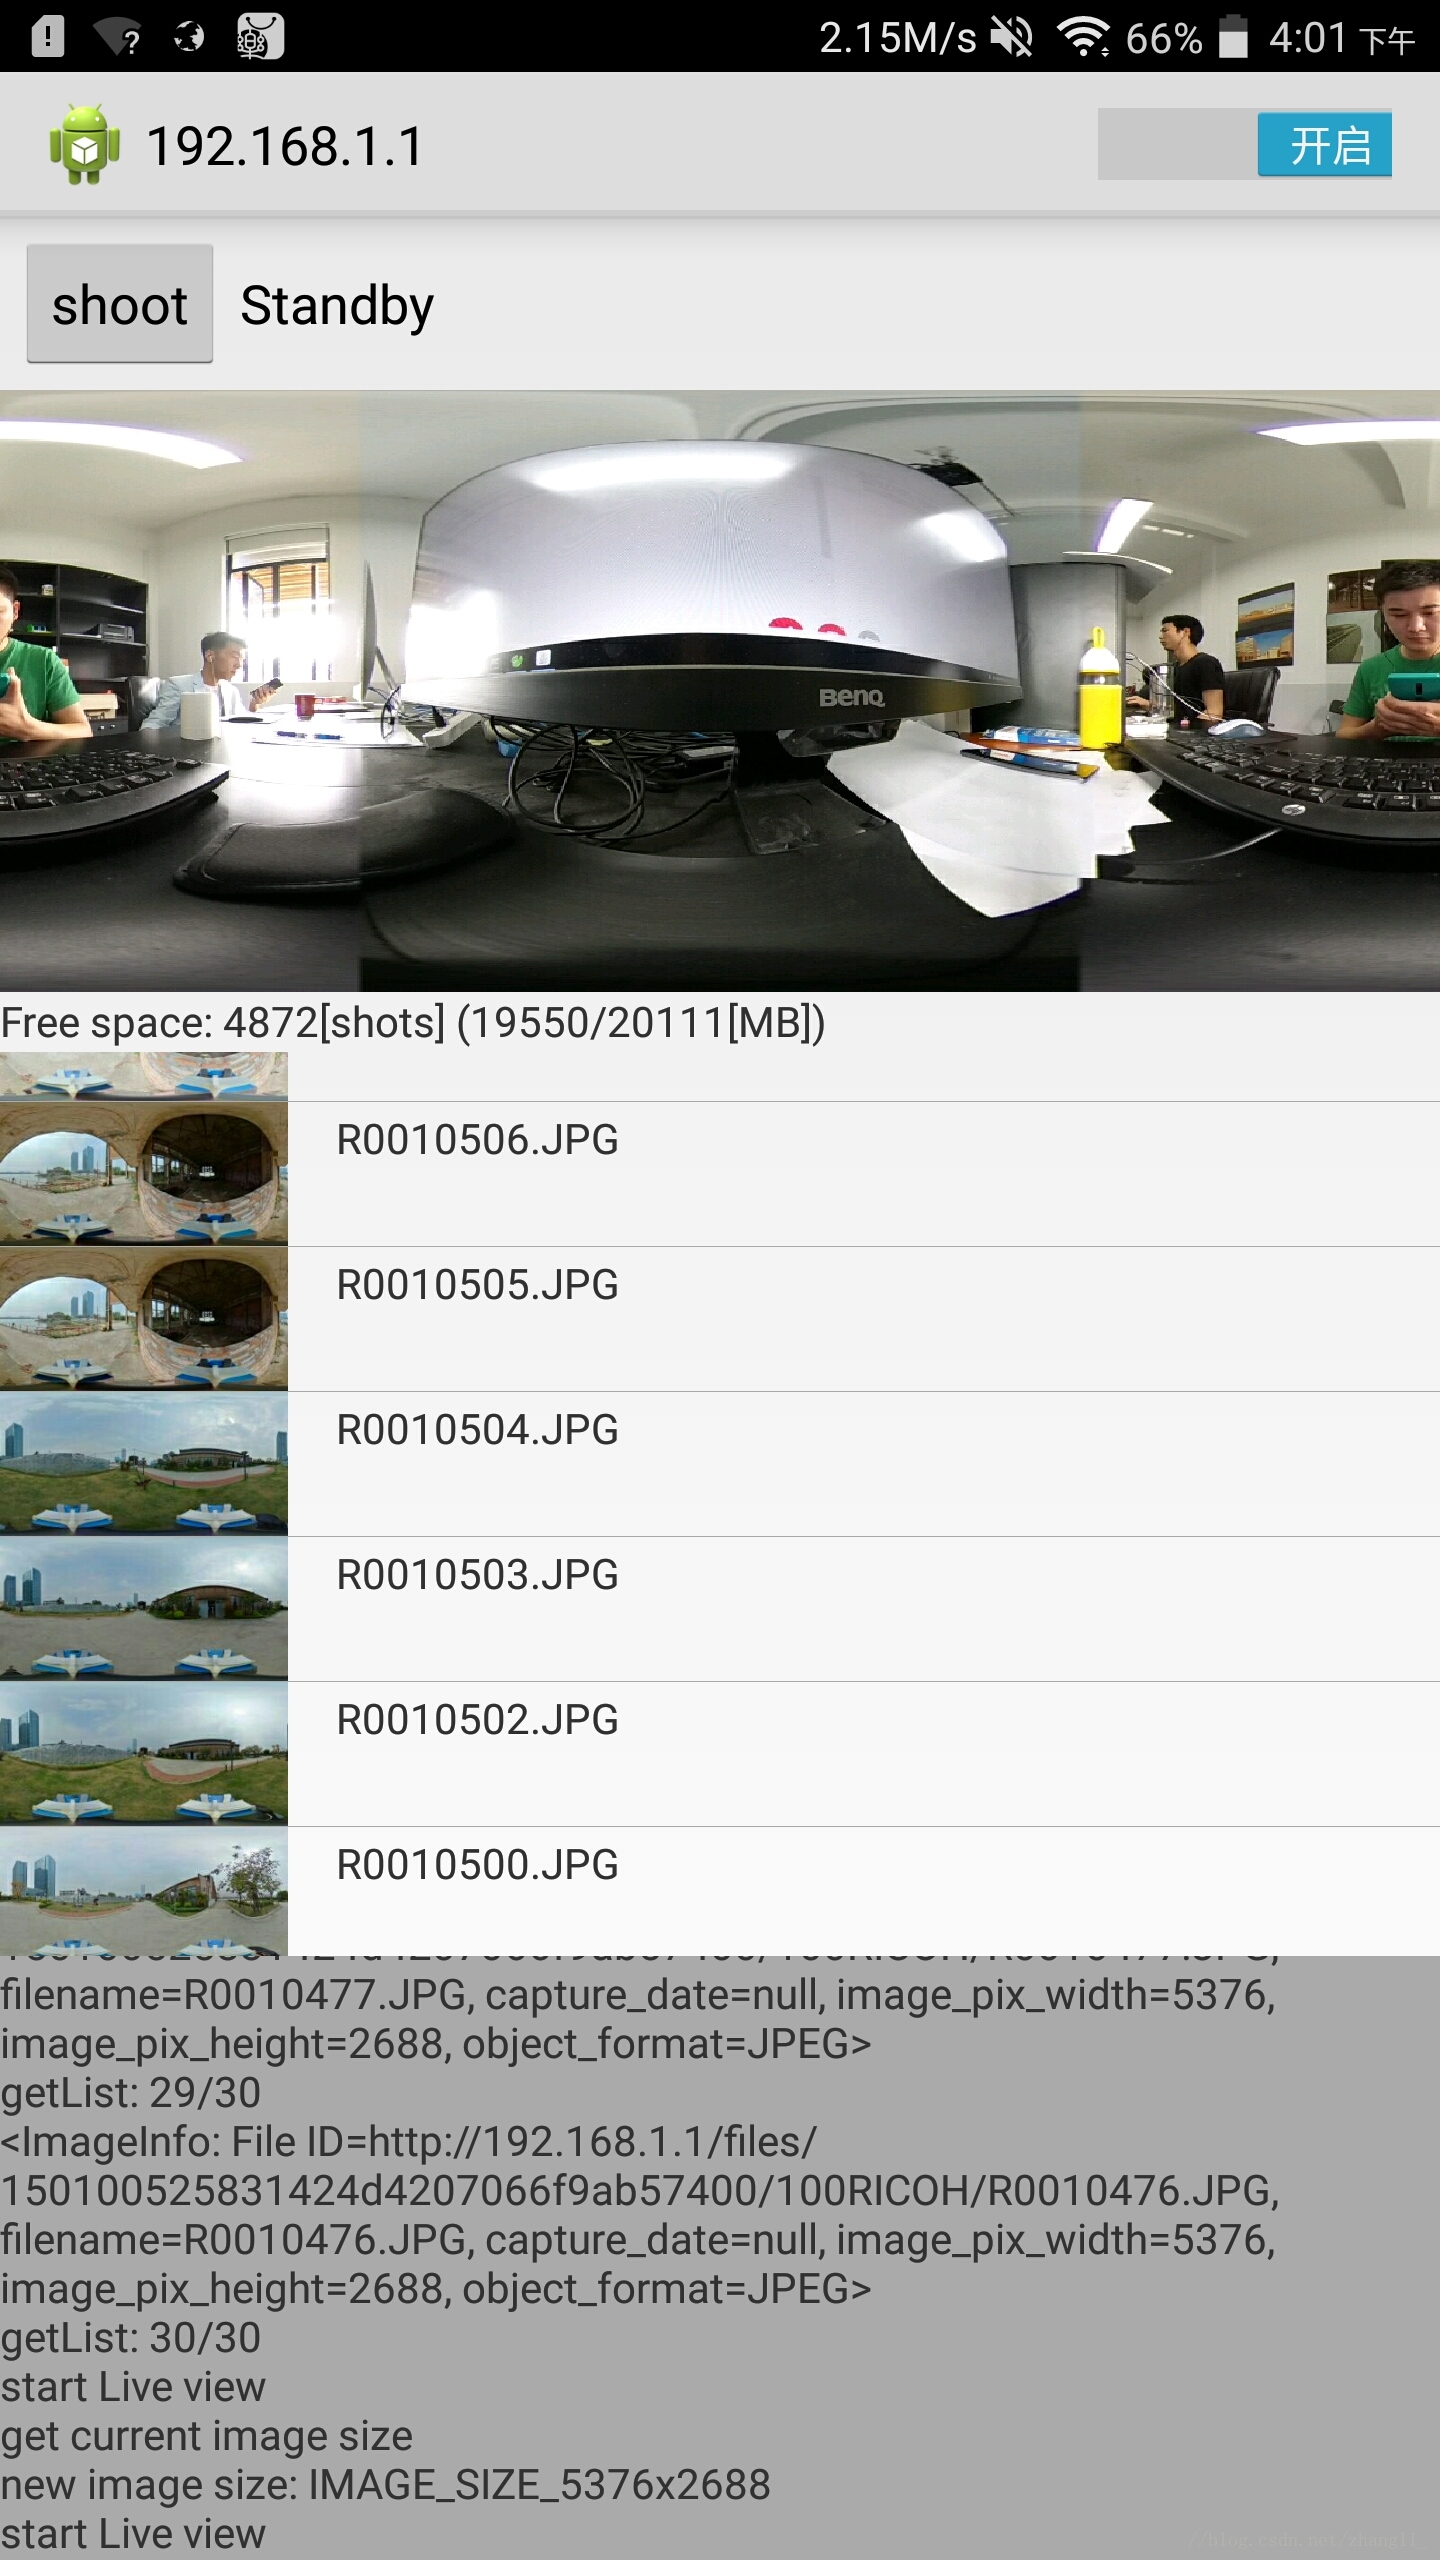 2.15M/s 66% 4:01 下午
192.168.1.1 开启
shoot Standby
BenQ
Free space: 4872[shots] (19550/20111[MB])
R0010506.JPG
R0010505.JPG
R0010504.JPG
R0010503.JPG
R0010502.JPG
R0010500.JPG
filename=R0010477.JPG, capture_date=null, image_pix_width=5376,
image_pix_height=2688, object_format=JPEG>
getList: 29/30
<ImageInfo: File ID=http://192.168.1.1/files/
150100525831424d4207066f9ab57400/100RICOH/R0010476.JPG,
filename=R0010476.JPG, capture_date=null, image_pix_width=5376,
image_pix_height=2688, object_format=JPEG>
getList: 30/30
start Live view
get current image size
new image size: IMAGE_SIZE_5376x2688
start Live view
//blog.csdn.net/zhangli